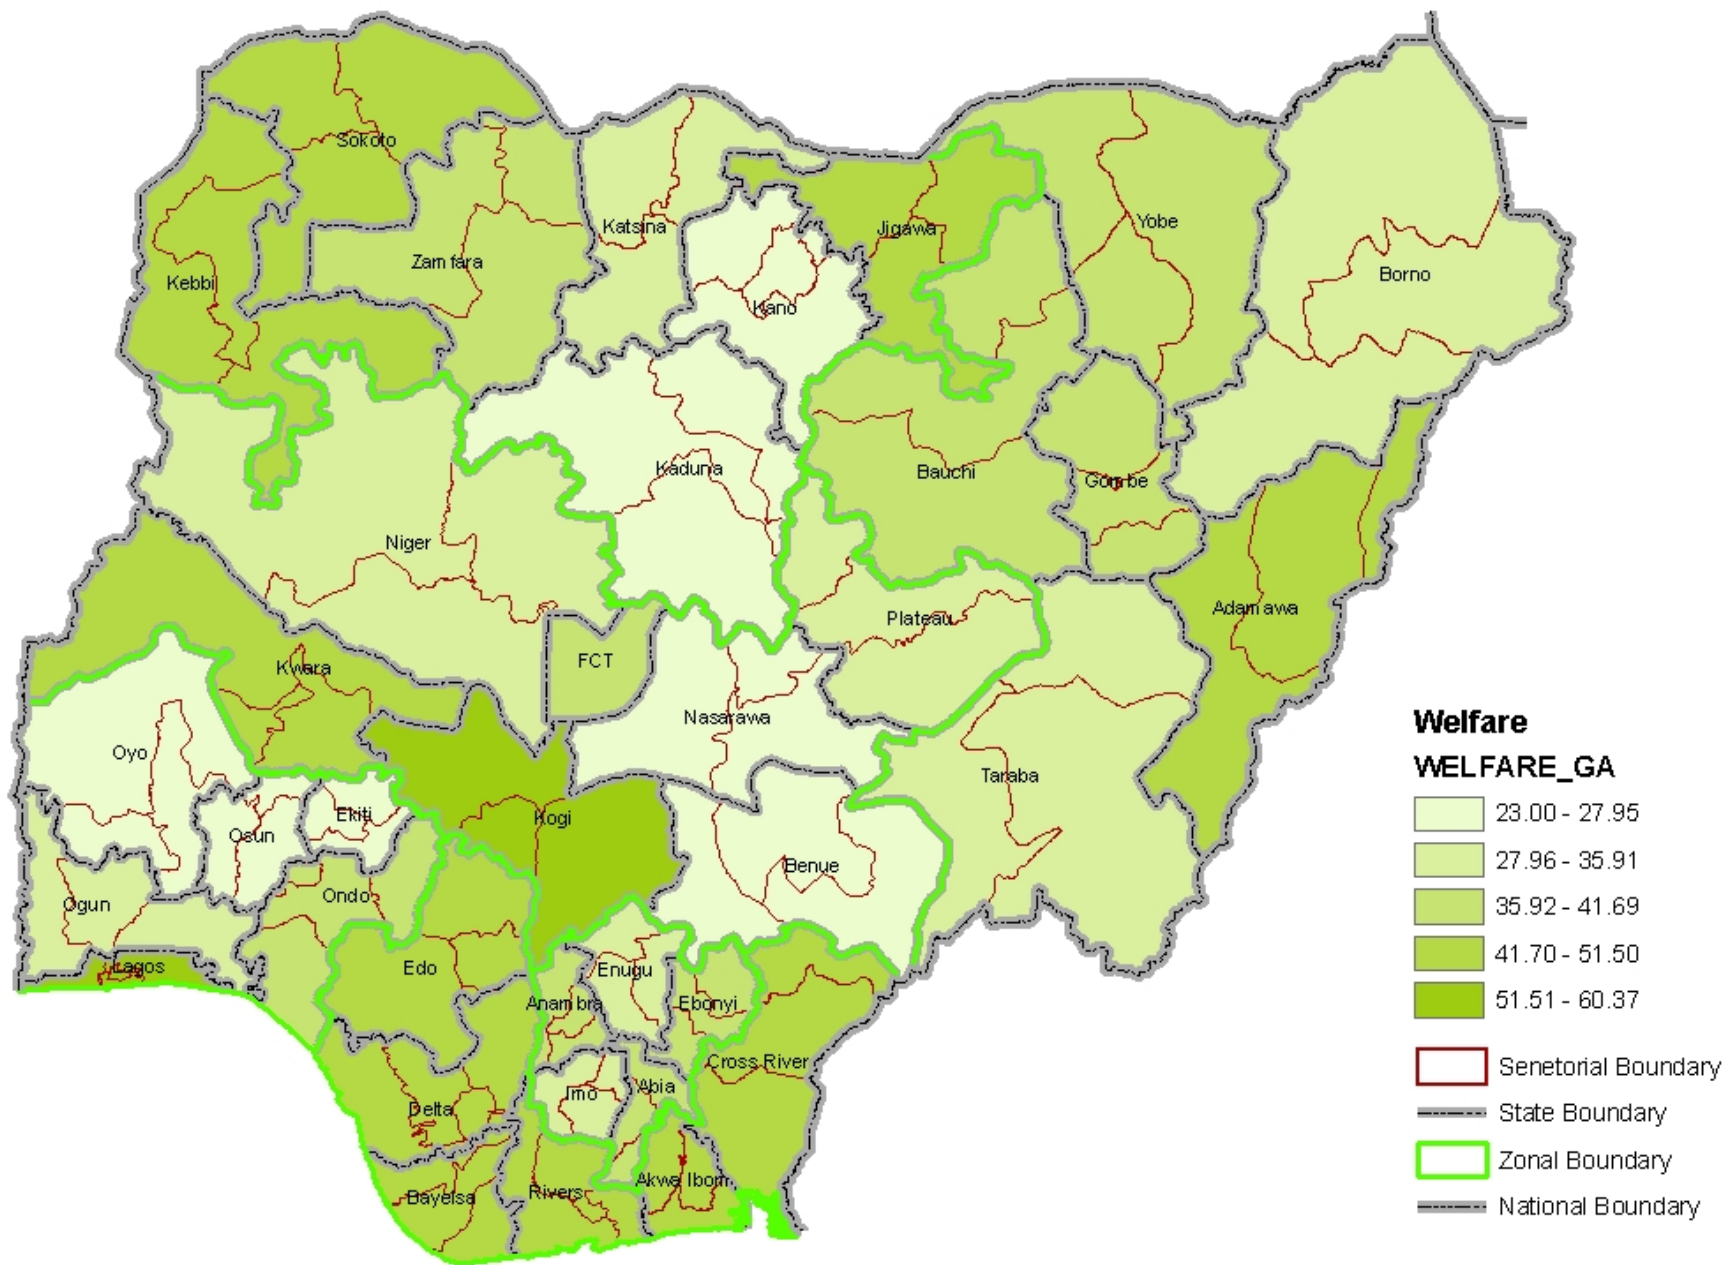 Sokoto
Katsina
Jigawa
Yobe
Kebbi
Zamfara
Borno
Kano
Kaduna
Bauchi
Gombe
Niger
Adamawa
Plateau
FCT
Kwara
Nasarawa
Oyo
Taraba
Ekiti
Kogi
Osun
Benue
Ogun
Ondo
Lagos
Edo
Enugu
Anambra
Ebonyi
Cross River
Imo
Abia
Delta
Bayelsa
Rivers
Akwa Ibom
Welfare
WELFARE_GA
23.00 - 27.95
27.96 - 35.91
35.92 - 41.69
41.70 - 51.50
51.51 - 60.37
Senetorial Boundary
State Boundary
Zonal Boundary
National Boundary